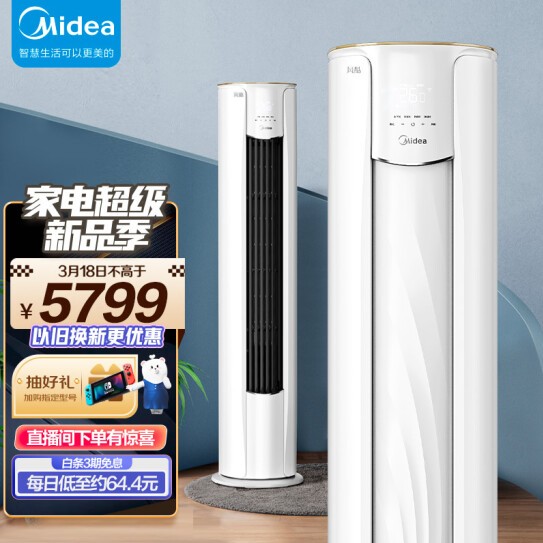 Midea
智慧生活可以更美的
家电超级
新品季
3月18日不高于
¥5799
以旧换新更优惠
抽好礼
加购指定型号
直播间下单有惊喜
白条3期免息
每日低至约64.4元
风酷
Midea